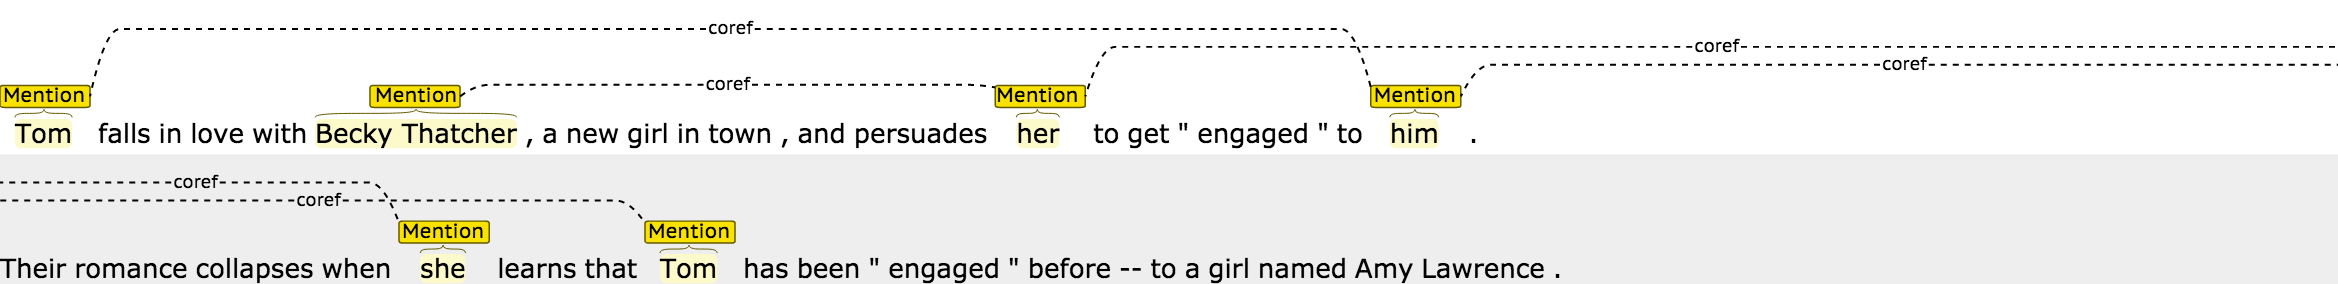 coref
coref
coref
coref
Mention Mention Mention Mention
Tom falls in love with Becky Thatcher , a new girl in town , and persuades her to get " engaged " to him .
coref
coref
Mention Mention
Their romance collapses when she learns that Tom has been " engaged " before -- to a girl named Amy Lawrence .